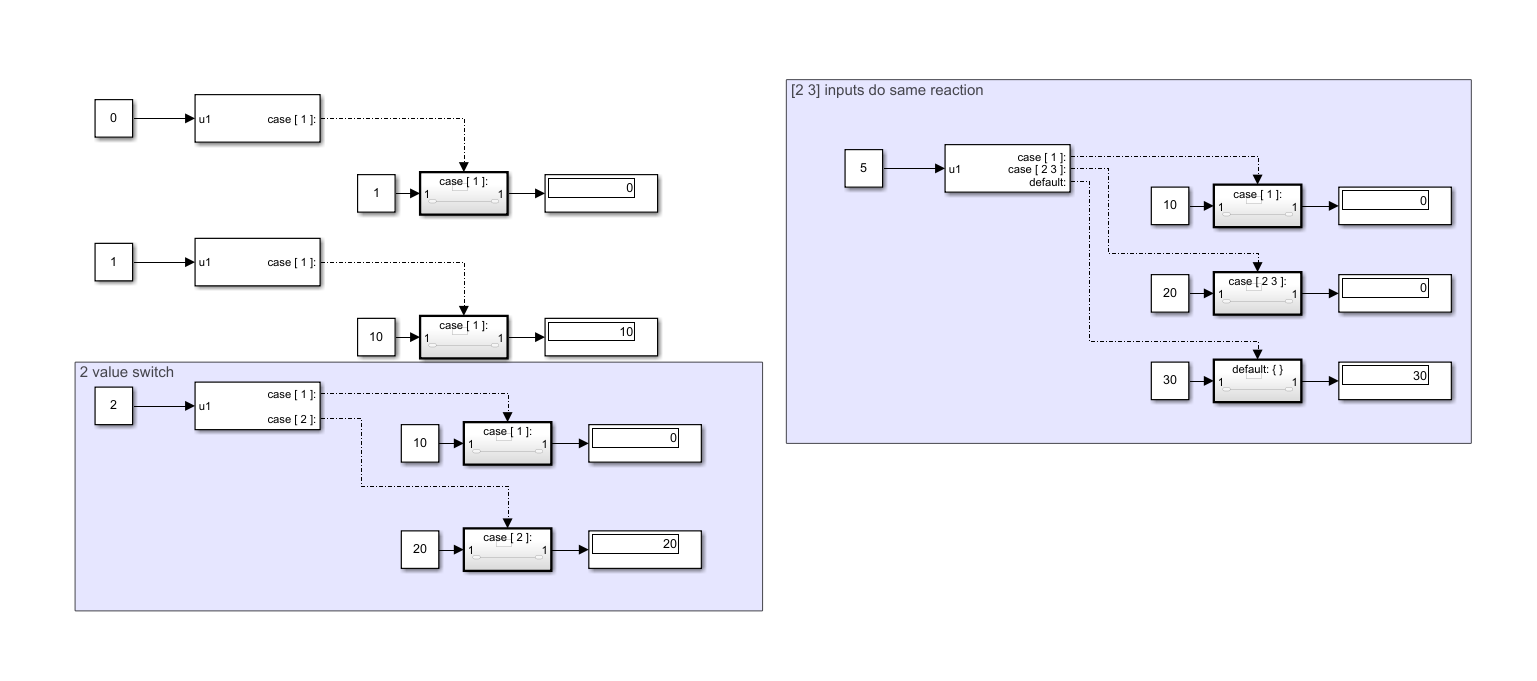 0
u1 case [ 1 ]:
1
case [ 1 ]:
1 1
0
1
u1 case [ 1 ]:
10
case [ 1 ]:
1 1
10
2 value switch
2
u1
case [ 1 ]:
case [ 2 ]:
10
case [ 1 ]:
1 1
0
20
case [ 2 ]:
1 1
20
[2 3] inputs do same reaction
5
u1
case [ 1 ]:
case [ 2 3 ]:
default:
10
case [ 1 ]:
1 1
0
20
case [ 2 3 ]:
1 1
0
30
default: { }
1 1
30